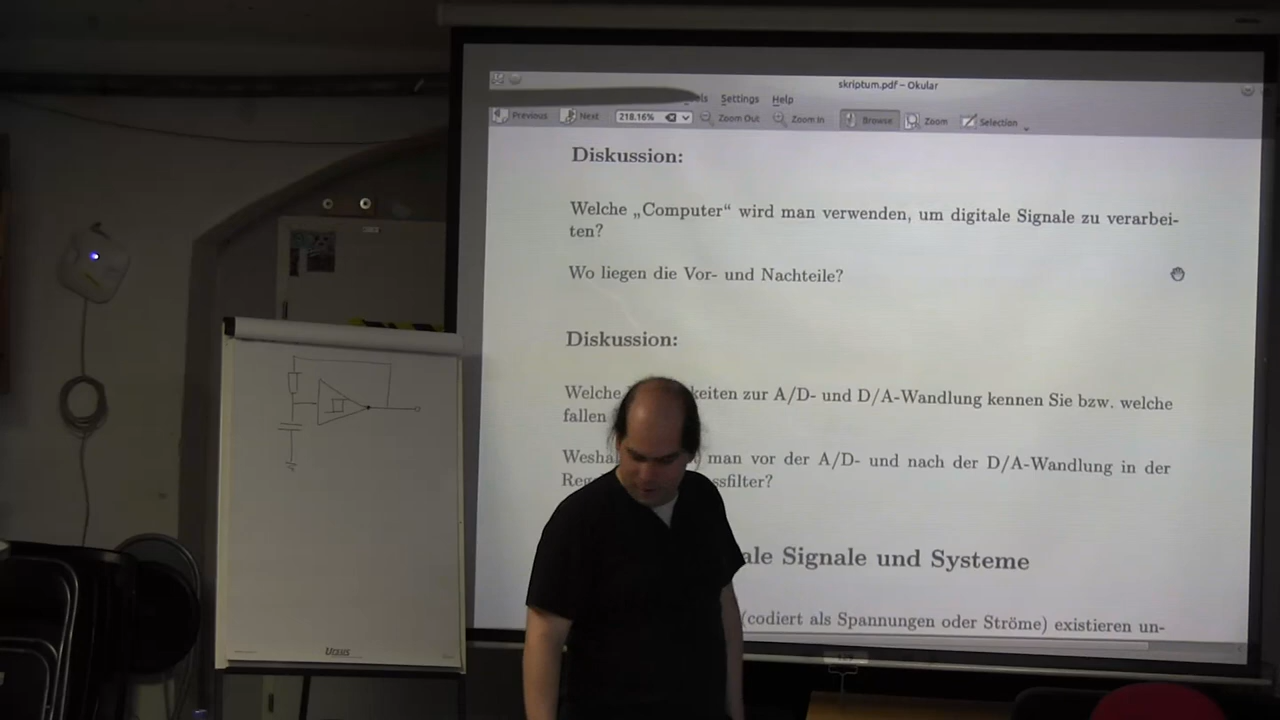 skriptum.pdf – Okular
Settings Help
Previous Next 218.16% Zoom Out Zoom In Browse Zoom Selection
Diskussion:
Welche „Computer“ wird man verwenden, um digitale Signale zu verarbei-
ten?
Wo liegen die Vor- und Nachteile?
Diskussion:
Welche keiten zur A/D- und D/A-Wandlung kennen Sie bzw. welche
fallen
man vor der A/D- und nach der D/A-Wandlung in der
ssfilter?
ale Signale und Systeme
(codiert als Spannungen oder Ströme) existieren un-